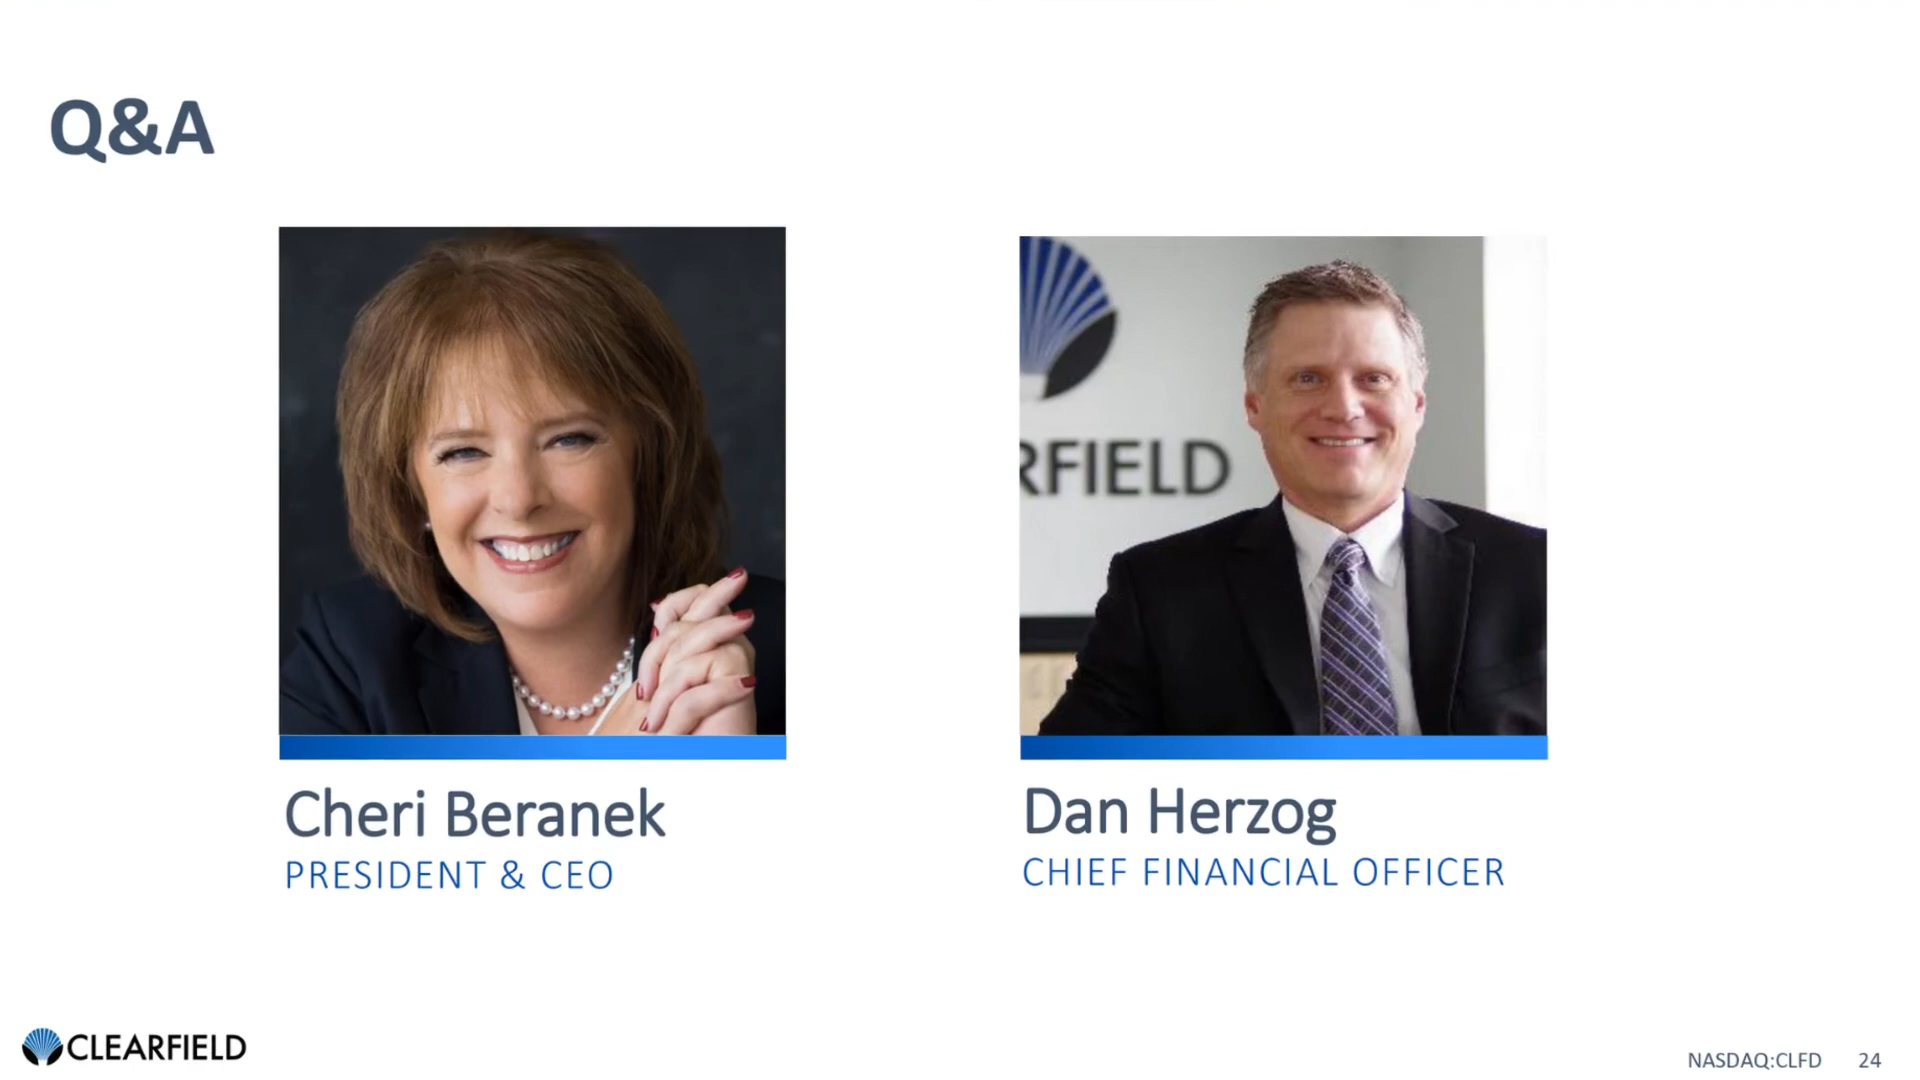 Q&A
RFIELD
Cheri Beranek
PRESIDENT & CEO
Dan Herzog
CHIEF FINANCIAL OFFICER
CLEARFIELD
NASDAQ:CLFD 24